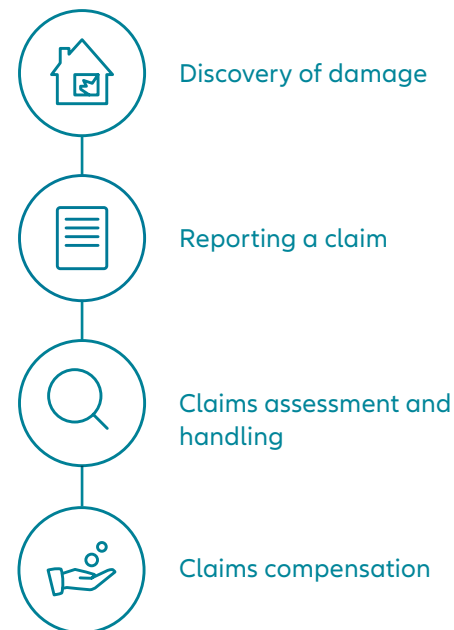 Discovery of damage
Reporting a claim
Claims assessment and
handling
Claims compensation